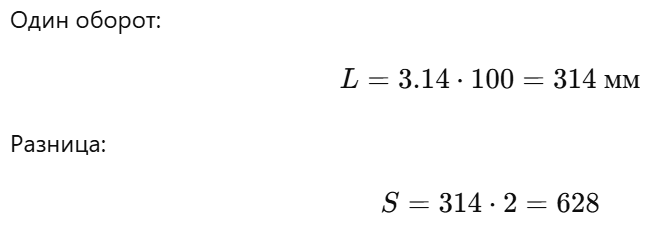 Один оборот:
L = 3.14 · 100 = 314 мм
Разница:
S = 314 · 2 = 628